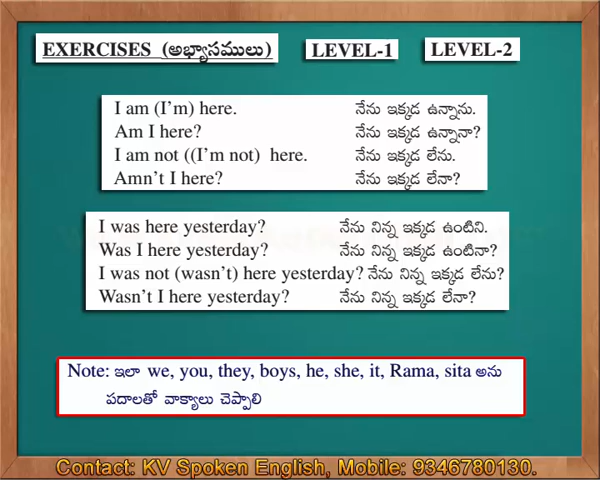 EXERCISES (అభ్యాసములు) LEVEL-1 LEVEL-2
I am (I'm) here. నేను ఇక్కడ ఉన్నాను.
Am I here? నేను ఇక్కడ ఉన్నానా?
I am not ((I'm not) here. నేను ఇక్కడ లేను.
Amn't I here? నేను ఇక్కడ లేనా?
I was here yesterday? నేను నిన్న ఇక్కడ ఉంటిని.
Was I here yesterday? నేను నిన్న ఇక్కడ ఉంటినా?
I was not (wasn't) here yesterday? నేను నిన్న ఇక్కడ లేను?
Wasn't I here yesterday? నేను నిన్న ఇక్కడ లేనా?
Note: ఇలా we, you, they, boys, he, she, it, Rama, sita అను
పదాలతో వాక్యాలు చెప్పాలి
Contact: KV Spoken English, Mobile: 9346780130.